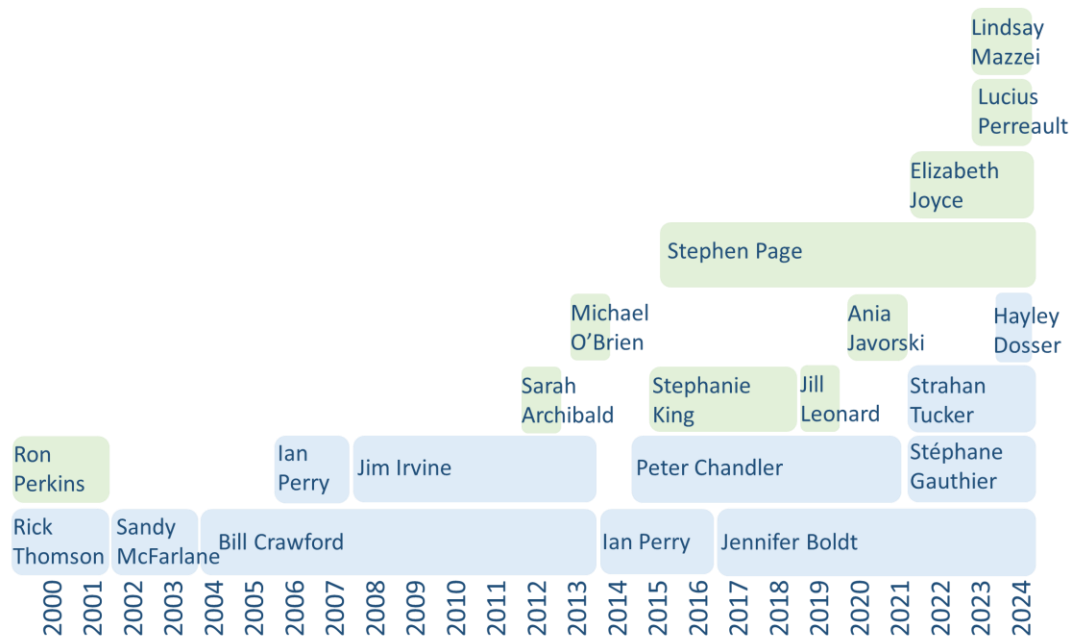 Lindsay
Mazzei
Lucius
Perreault
Elizabeth
Joyce
Stephen Page
Michael
O’Brien
Ania
Javorski
Hayley
Dosser
Sarah
Archibald
Stephanie
King
Jill
Leonard
Strahan
Tucker
Ron
Perkins
Ian
Perry
Jim Irvine
Peter Chandler
Stéphane
Gauthier
Rick
Thomson
Sandy
McFarlane
Bill Crawford
Ian Perry
Jennifer Boldt
2000
2001
2002
2003
2004
2005
2006
2007
2008
2009
2010
2011
2012
2013
2014
2015
2016
2017
2018
2019
2020
2021
2022
2023
2024